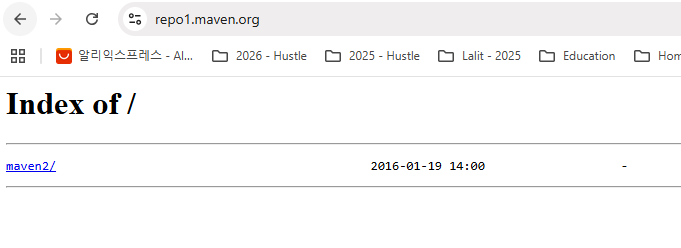 repo1.maven.org
알리익스프레스 - Al... 2026 - Hustle 2025 - Hustle Lalit - 2025 Education Hom
Index of /
maven2/ 2016-01-19 14:00 -